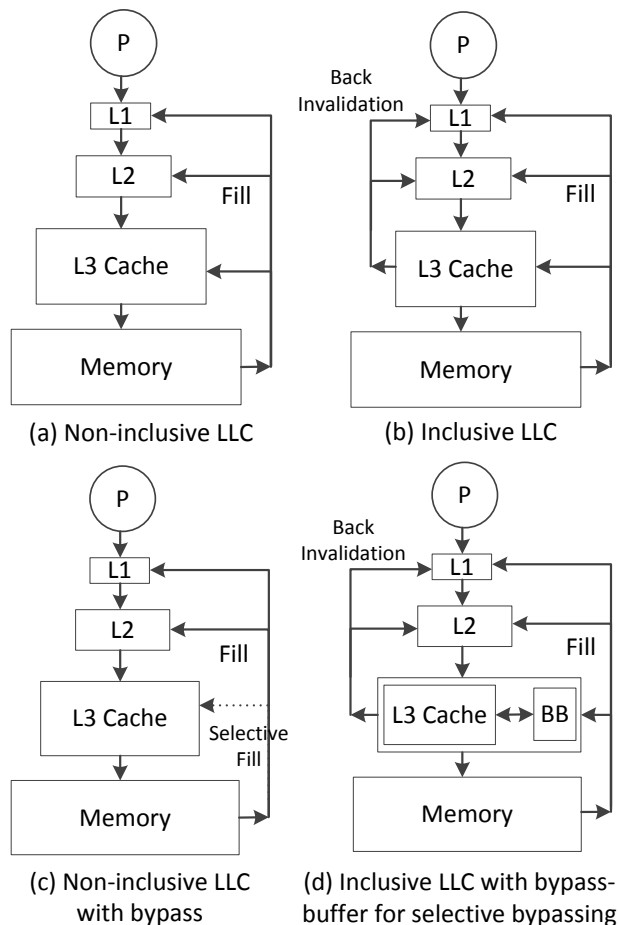 P
L1
L2
Fill
L3 Cache
Memory
(a) Non-inclusive LLC
P
Back
Invalidation
L1
L2
Fill
L3 Cache
Memory
(b) Inclusive LLC
P
L1
L2
Fill
L3 Cache
Selective
Fill
Memory
(c) Non-inclusive LLC
with bypass
P
Back
Invalidation
L1
L2
Fill
L3 Cache
BB
Memory
(d) Inclusive LLC with bypass-
buffer for selective bypassing